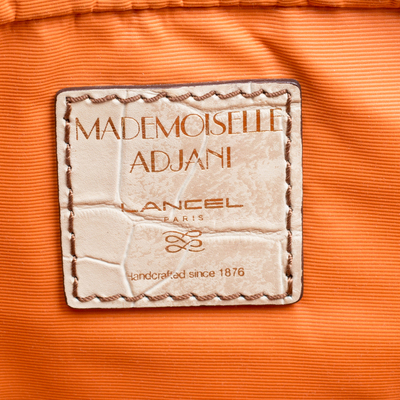 MADEMOISELLE
ADJANI
LANCEL
PARIS
Handcrafted since 1876